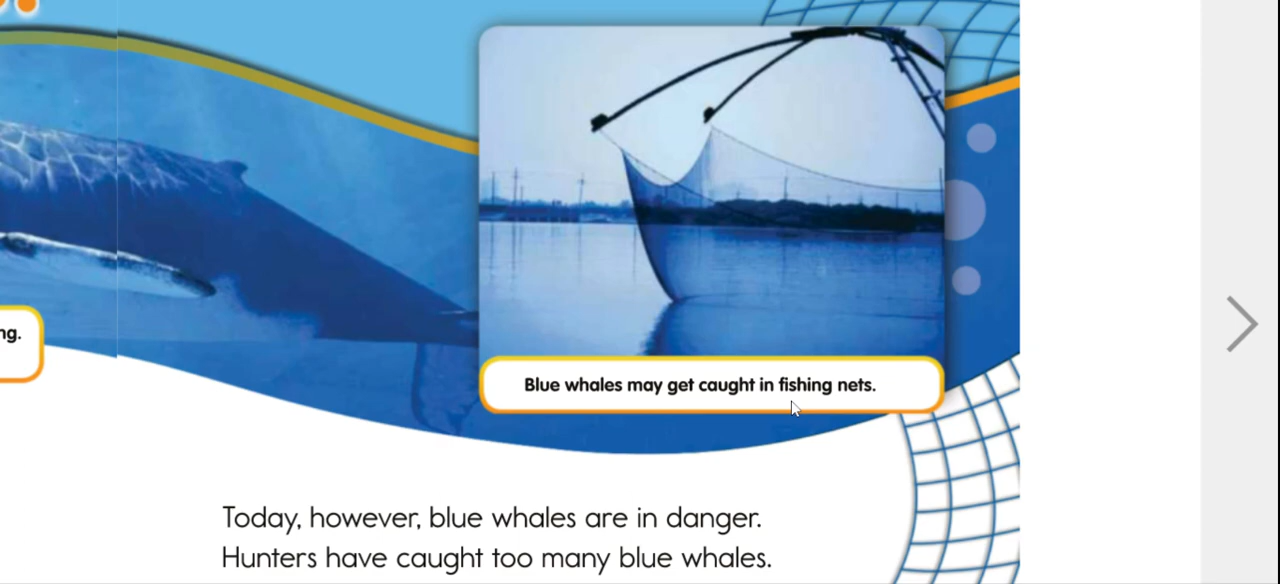 ng.
Blue whales may get caught in fishing nets.
Today, however, blue whales are in danger.
Hunters have caught too many blue whales.